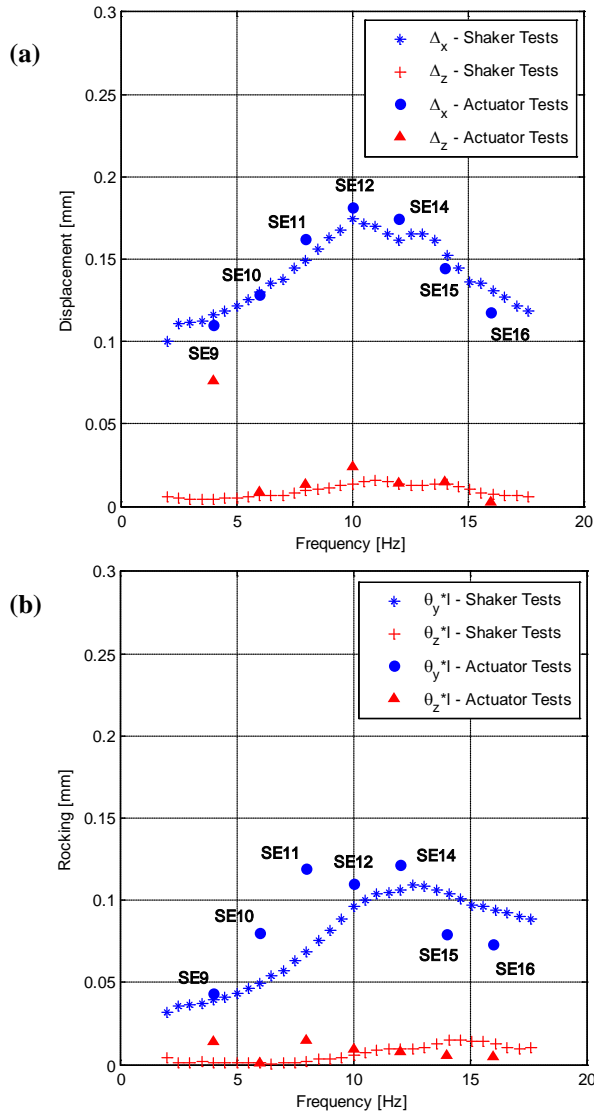 (a)
Δx - Shaker Tests
Δz - Shaker Tests
Δx - Actuator Tests
Δz - Actuator Tests
0.3
0.25
0.2
0.15
0.1
0.05
0
Displacement [mm]
SE12
SE14
SE11
SE10
SE15
SE9
SE16
0
5
10
15
20
Frequency [Hz]
(b)
θy*l - Shaker Tests
θz*l - Shaker Tests
θy*l - Actuator Tests
θz*l - Actuator Tests
0.3
0.25
0.2
0.15
0.1
0.05
0
Rocking [mm]
SE11
SE12
SE14
SE10
SE9
SE15
SE16
0
5
10
15
20
Frequency [Hz]